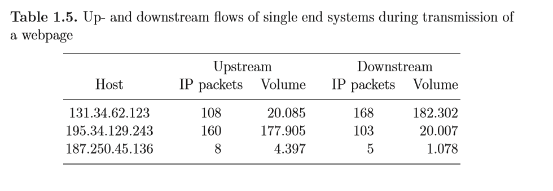 Table 1.5. Up- and downstream flows of single end systems during transmission of
a webpage
Upstream Downstream
Host IP packets Volume IP packets Volume
131.34.62.123 108 20.085 168 182.302
195.34.129.243 160 177.905 103 20.007
187.250.45.136 8 4.397 5 1.078